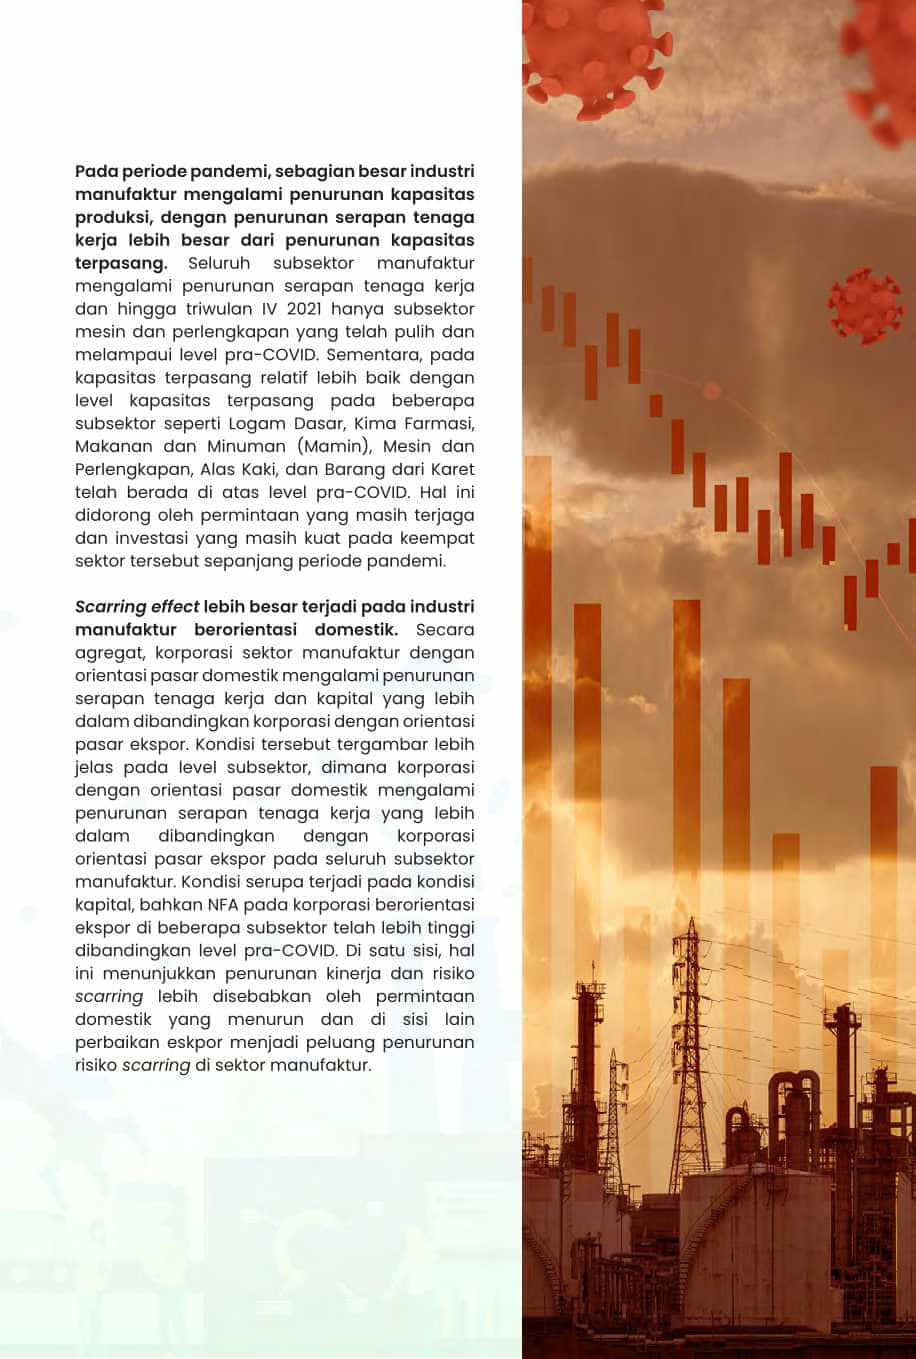 Pada periode pandemi, sebagian besar industri
manufaktur mengalami penurunan kapasitas
produksi, dengan penurunan serapan tenaga
kerja lebih besar dari penurunan kapasitas
terpasang. Seluruh subsektor manufaktur
mengalami penurunan serapan tenaga kerja
dan hingga triwulan IV 2021 hanya subsektor
mesin dan perlengkapan yang telah pulih dan
melampaui level pra-COVID. Sementara, pada
kapasitas terpasang relatif lebih baik dengan
level kapasitas terpasang pada beberapa
subsektor seperti Logam Dasar, Kima Farmasi,
Makanan dan Minuman (Mamin), Mesin dan
Perlengkapan, Alas Kaki, dan Barang dari Karet
telah berada di atas level pra-COVID. Hal ini
didorong oleh permintaan yang masih terjaga
dan investasi yang masih kuat pada keempat
sektor tersebut sepanjang periode pandemi.
Scarring effect lebih besar terjadi pada industri
manufaktur berorientasi domestik. Secara
agregat, korporasi sektor manufaktur dengan
orientasi pasar domestik mengalami penurunan
serapan tenaga kerja dan kapital yang lebih
dalam dibandingkan korporasi dengan orientasi
pasar ekspor. Kondisi tersebut tergambar lebih
jelas pada level subsektor, dimana korporasi
dengan orientasi pasar domestik mengalami
penurunan serapan tenaga kerja yang lebih
dalam dibandingkan dengan korporasi
orientasi pasar ekspor pada seluruh subsektor
manufaktur. Kondisi serupa terjadi pada kondisi
kapital, bahkan NFA pada korporasi berorientasi
ekspor di beberapa subsektor telah lebih tinggi
dibandingkan level pra-COVID. Di satu sisi, hal
ini menunjukkan penurunan kinerja dan risiko
scarring lebih disebabkan oleh permintaan
domestik yang menurun dan di sisi lain
perbaikan eskpor menjadi peluang penurunan
risiko scarring di sektor manufaktur.